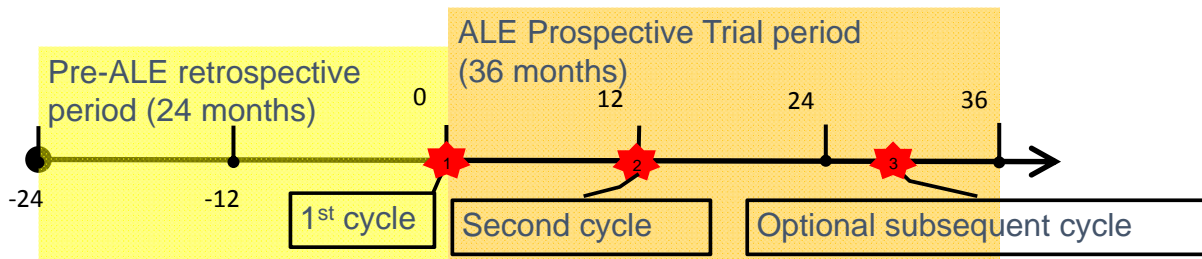 ALE Prospective Trial period
(36 months)
Pre-ALE retrospective
period (24 months)
0
12
24
36
1
2
3
-24
-12
1st cycle
Second cycle
Optional subsequent cycle